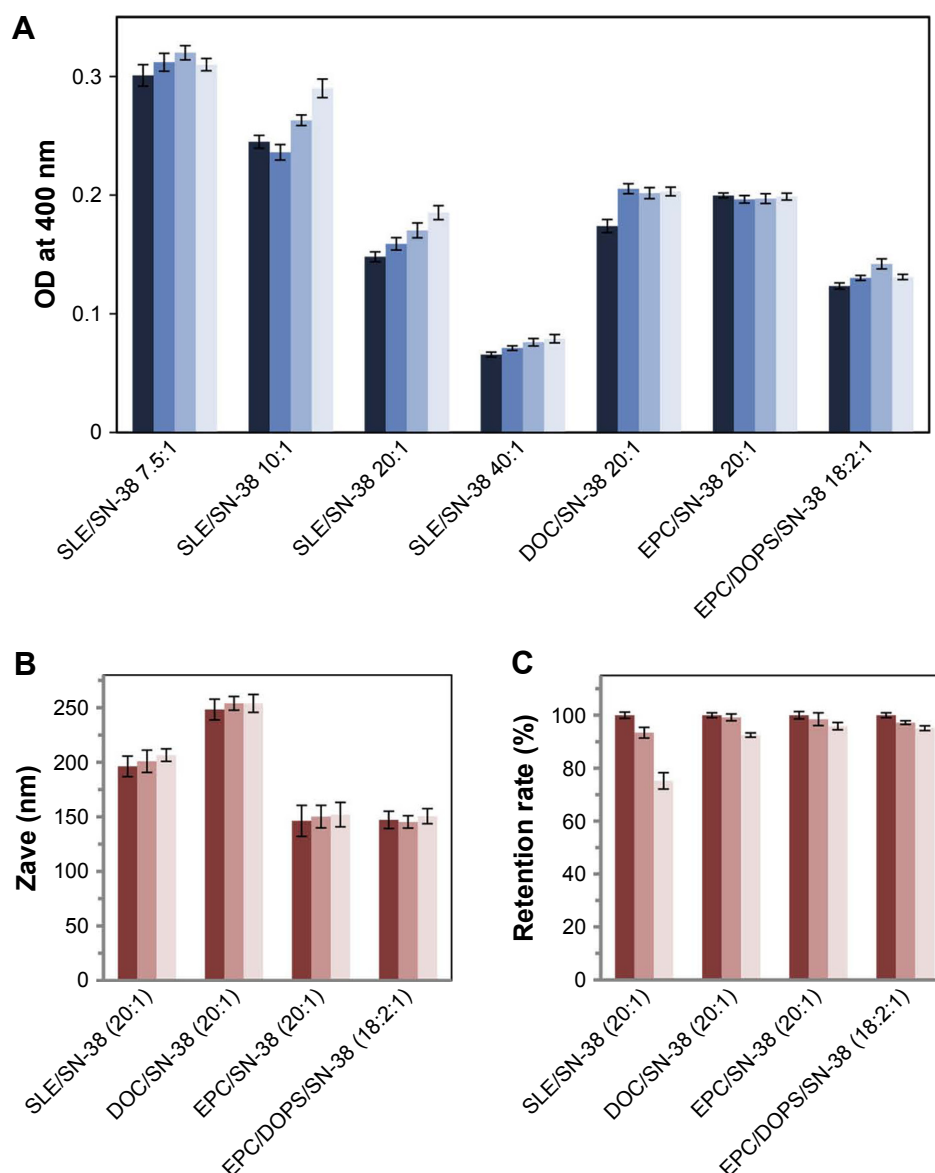 A
OD at 400 nm
0.3
0.2
0.1
0
SLE/SN-38 7.5:1
SLE/SN-38 10:1
SLE/SN-38 20:1
SLE/SN-38 40:1
DOC/SN-38 20:1
EPC/SN-38 20:1
EPC/DOPS/SN-38 18:2:1
B
Zave (nm)
250
200
150
100
50
0
SLE/SN-38 (20:1)
DOC/SN-38 (20:1)
EPC/SN-38 (20:1)
EPC/DOPS/SN-38 (18:2:1)
C
Retention rate (%)
100
80
60
40
20
0
SLE/SN-38 (20:1)
DOC/SN-38 (20:1)
EPC/SN-38 (20:1)
EPC/DOPS/SN-38 (18:2:1)